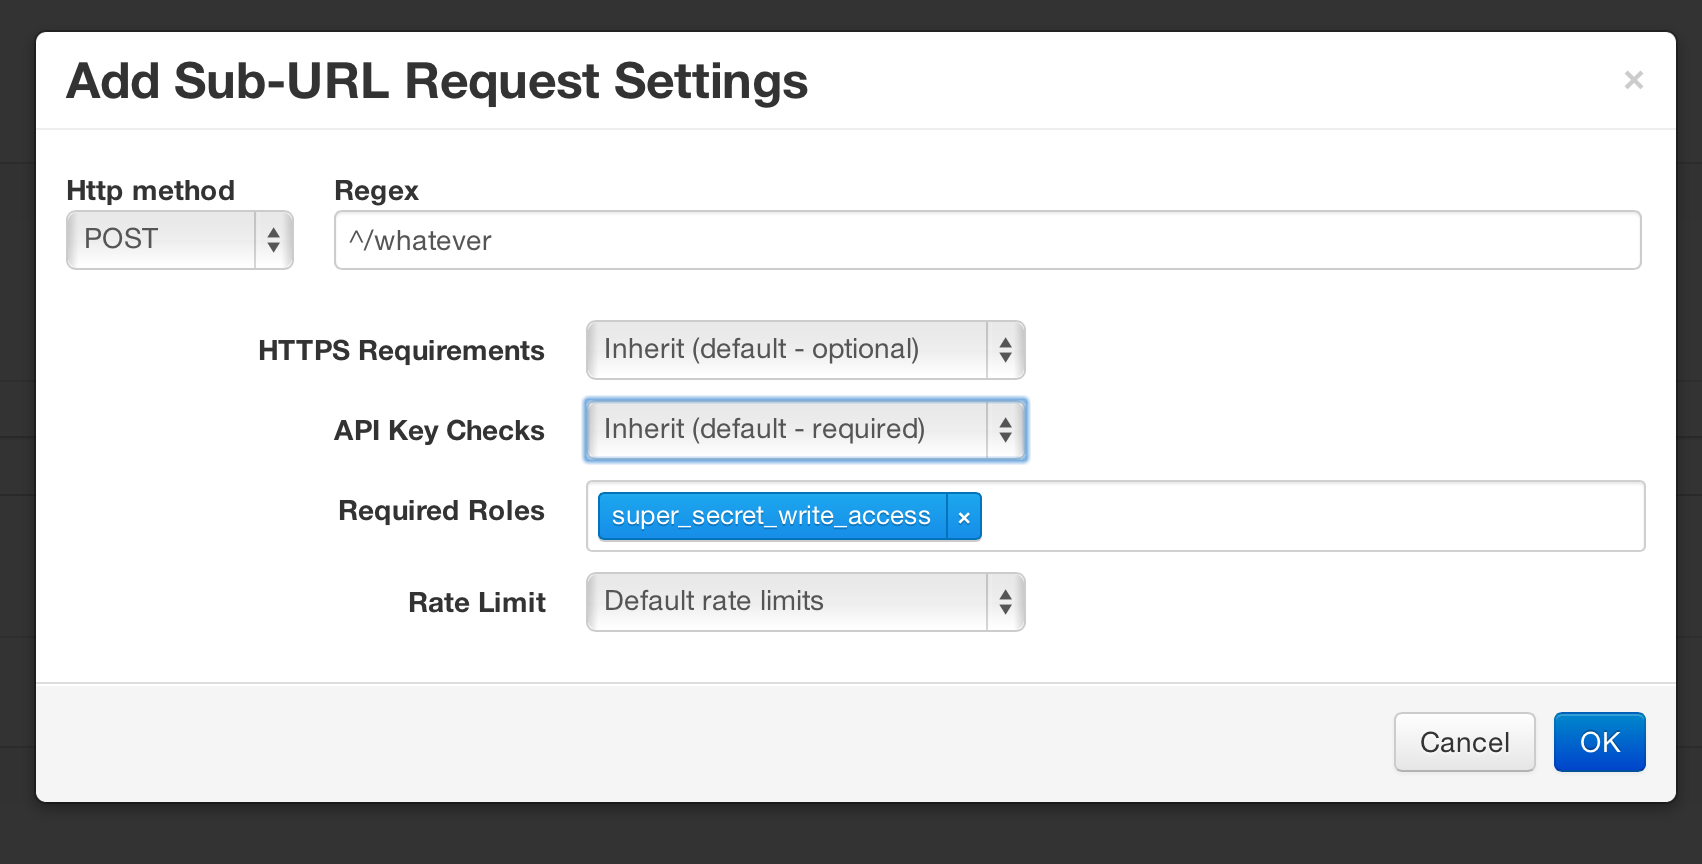 Add Sub-URL Request Settings ×
Http method Regex
POST ^/whatever
HTTPS Requirements Inherit (default - optional)
API Key Checks Inherit (default - required)
Required Roles super_secret_write_access ×
Rate Limit Default rate limits
Cancel OK